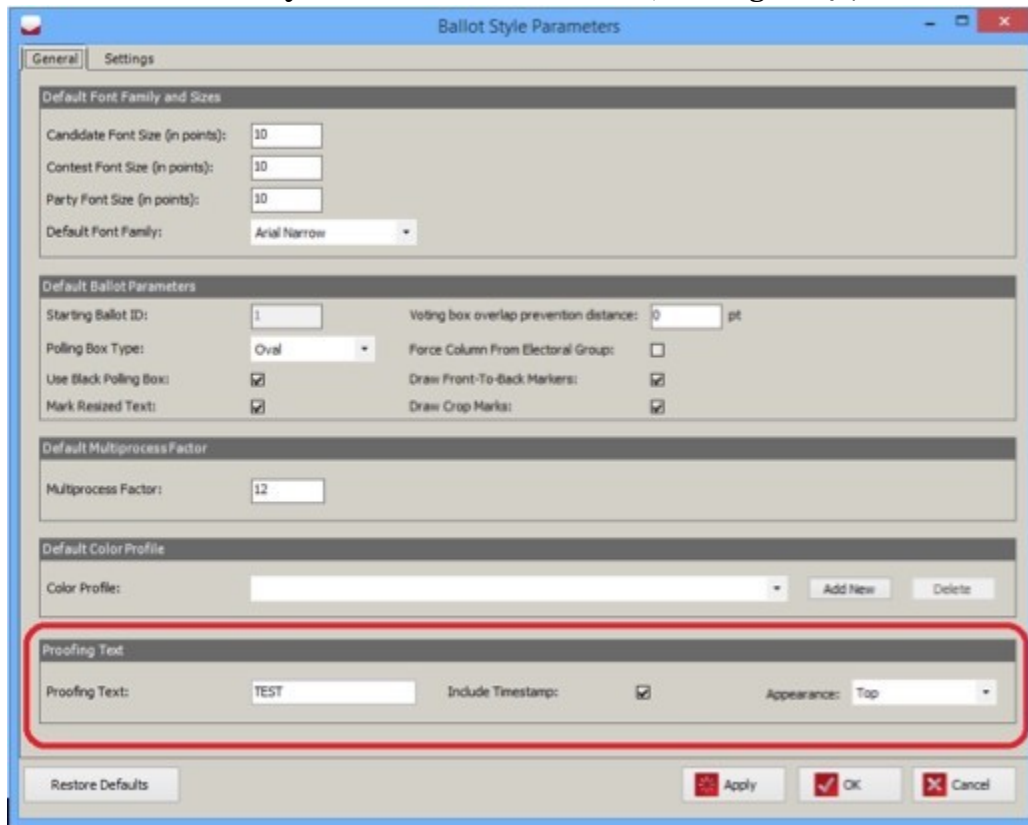 Ballot Style Parameters
General Settings
Default Font Family and Sizes
Candidate Font Size (in points): 10
Contest Font Size (in points): 10
Party Font Size (in points): 10
Default Font Family: Arial Narrow
Default Ballot Parameters
Starting Ballot ID: 1 Voting box overlap prevention distance: 0 pt
Polling Box Type: Oval Force Column From Electoral Group:
Use Black Polling Box: Draw Front-To-Back Markers:
Mark Resized Text: Draw Crop Marks:
Default Multiprocess Factor
Multiprocess Factor: 12
Default Color Profile
Color Profile: Add New Delete
Proofing Text
Proofing Text: TEST Include Timestamp: Appearance: Top
Restore Defaults Apply OK Cancel